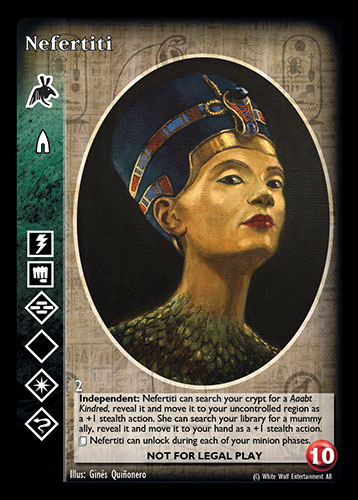 Nefertiti
2
Independent: Nefertiti can search your crypt for a Aaabt
Kindred, reveal it and move it to your uncontrolled region as
a +1 stealth action. She can search your library for a mummy
ally, reveal it and move it to your hand as a +1 stealth action.
Nefertiti can unlock during each of your minion phases.
NOT FOR LEGAL PLAY
10
Illus: Ginés Quiñonero
(C) White Wolf Entertainment AB